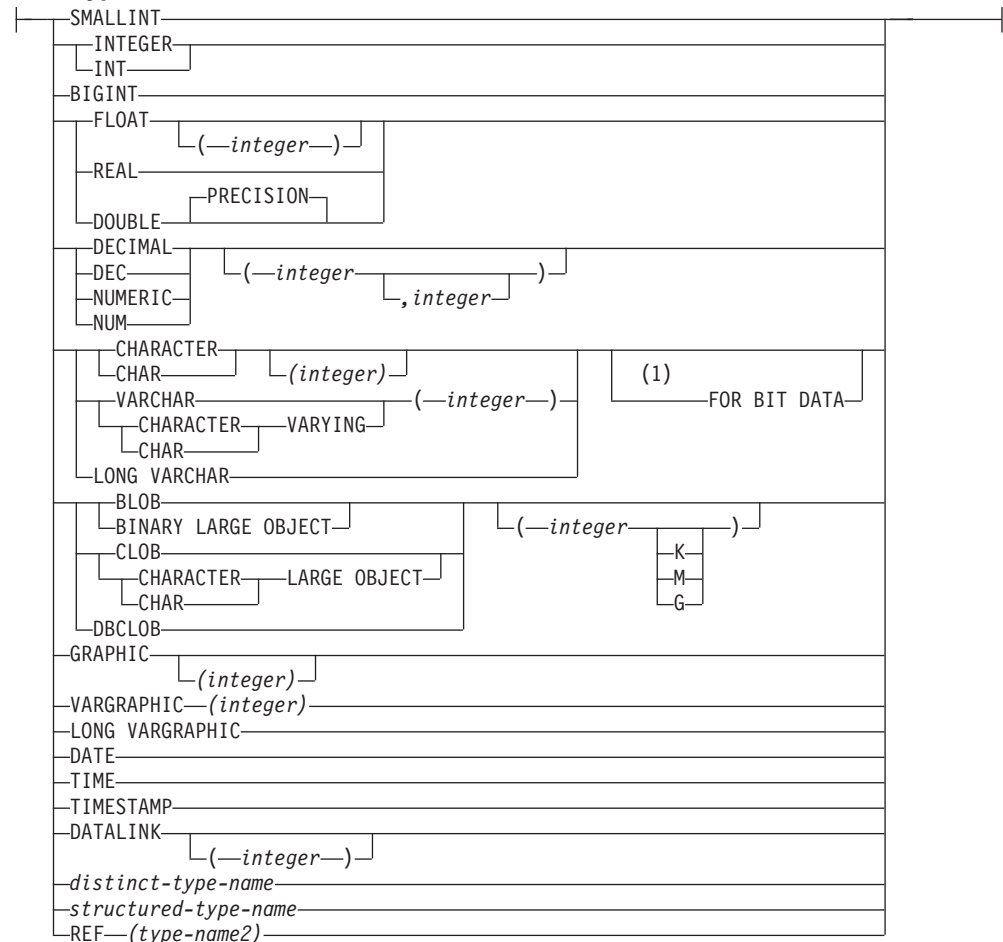 SMALLINT
INTEGER
INT
BIGINT
FLOAT
( integer )
REAL
PRECISION
DOUBLE
DECIMAL
DEC ( integer )
NUMERIC ,integer
NUM
CHARACTER
CHAR (integer) (1)
VARCHAR ( integer ) FOR BIT DATA
CHARACTER VARYING
CHAR
LONG VARCHAR
BLOB
BINARY LARGE OBJECT ( integer )
CLOB K
CHARACTER LARGE OBJECT M
CHAR G
DBCLOB
GRAPHIC
(integer)
VARGRAPHIC (integer)
LONG VARGRAPHIC
DATE
TIME
TIMESTAMP
DATALINK
( integer )
distinct-type-name
structured-type-name
REF (type-name2)